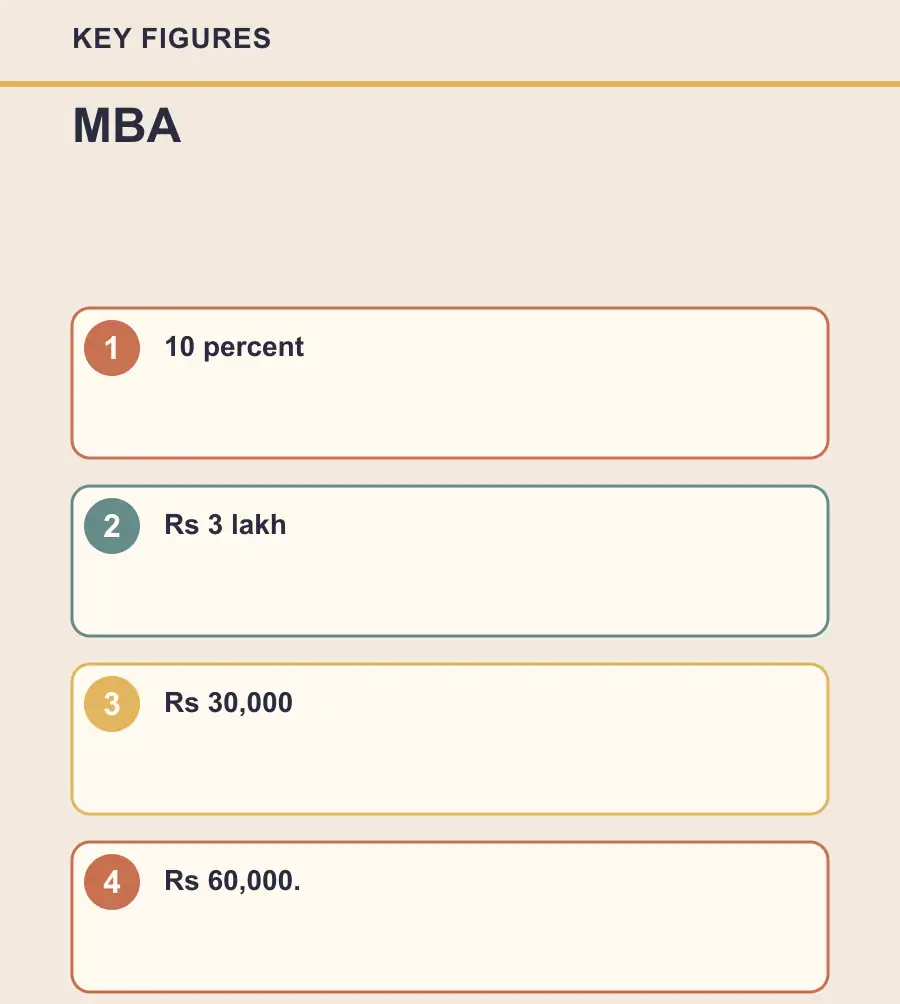 KEY FIGURES
MBA
1 10 percent
2 Rs 3 lakh
3 Rs 30,000
4 Rs 60,000.